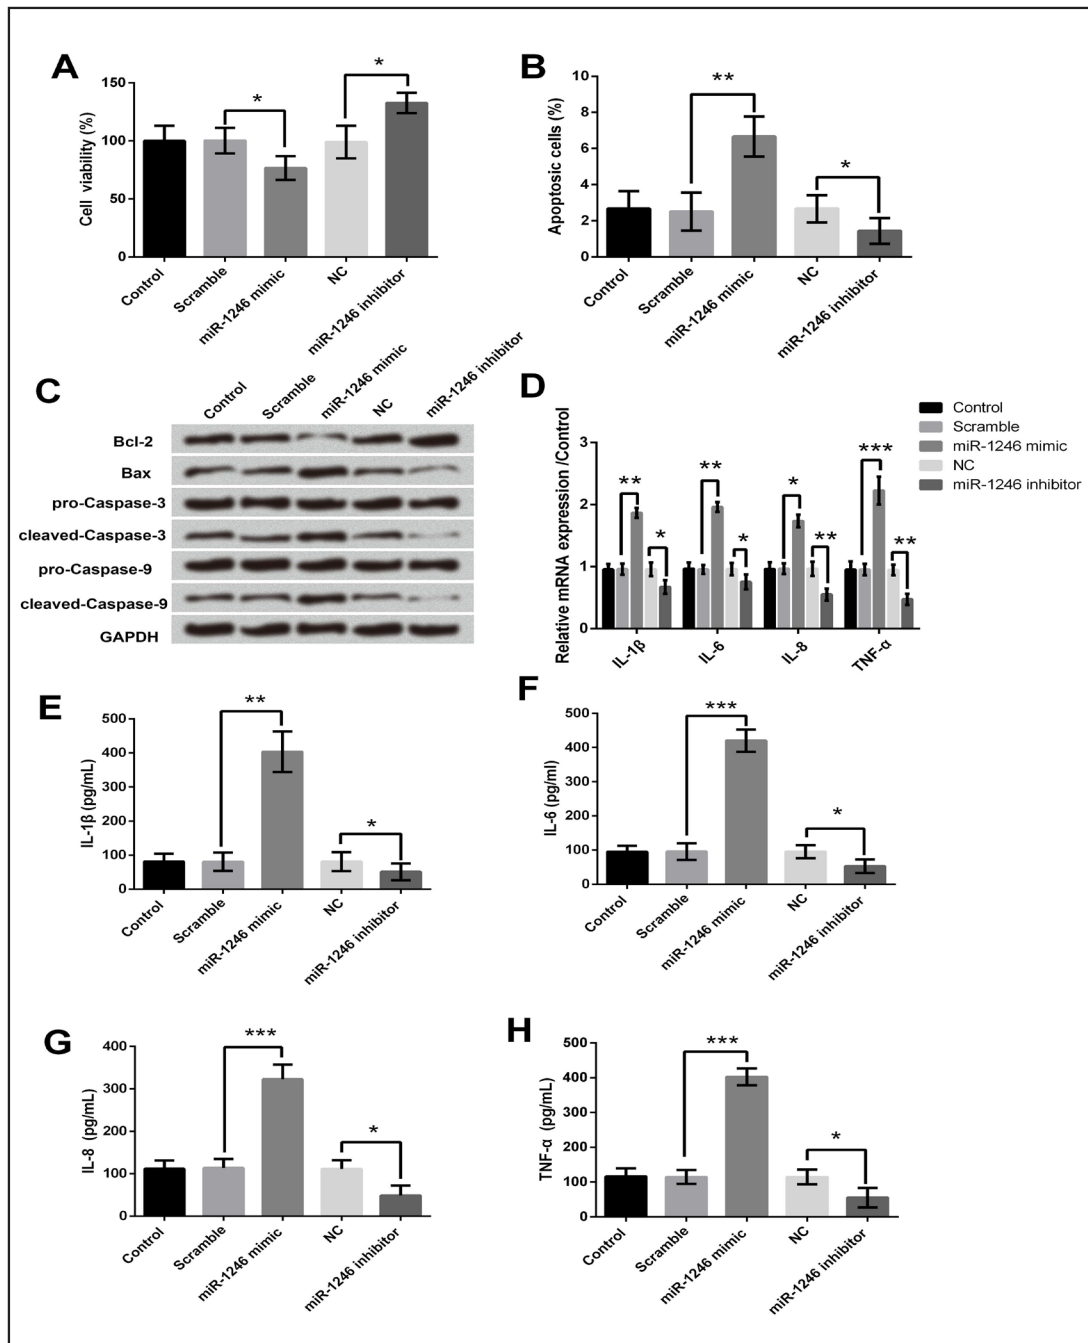 A
Cell viability (%)
150
100
50
0
*
*
Control
Scramble
miR-1246 mimic
NC
miR-1246 inhibitor
B
Apoptosic cells (%)
10
8
6
4
2
0
**
*
Control
Scramble
miR-1246 mimic
NC
miR-1246 inhibitor
C
Control
Scramble
miR-1246 mimic
NC
miR-1246 inhibitor
Bcl-2
Bax
pro-Caspase-3
cleaved-Caspase-3
pro-Caspase-9
cleaved-Caspase-9
GAPDH
D
Control
Scramble
miR-1246 mimic
NC
miR-1246 inhibitor
Relative mRNA expression /Control
3
2
1
0
**
*
**
*
*
**
***
**
IL-1β
IL-6
IL-8
TNF-α
E
IL-1β (pg/mL)
500
400
300
200
100
0
**
*
Control
Scramble
miR-1246 mimic
NC
miR-1246 inhibitor
F
IL-6 (pg/ml)
500
400
300
200
100
0
***
*
Control
Scramble
miR-1246 mimic
NC
miR-1246 inhibitor
G
IL-8 (pg/mL)
400
300
200
100
0
***
*
Control
Scramble
miR-1246 mimic
NC
miR-1246 inhibitor
H
TNF-α (pg/mL)
500
400
300
200
100
0
***
*
Control
Scramble
miR-1246 mimic
NC
miR-1246 inhibitor